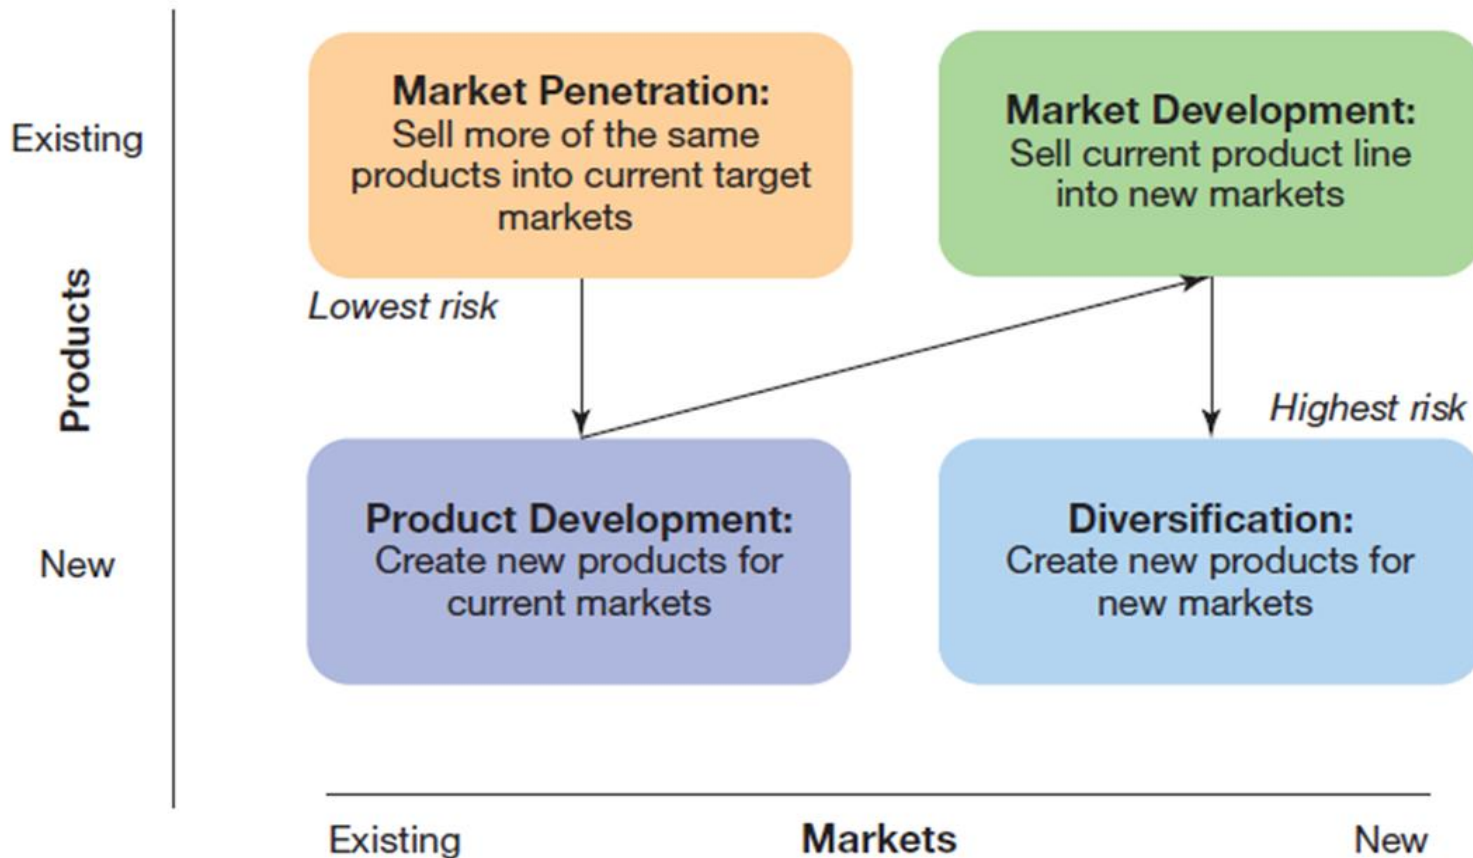 Existing
Products
New
Market Penetration:
Sell more of the same
products into current target
markets
Market Development:
Sell current product line
into new markets
Lowest risk
Highest risk
Product Development:
Create new products for
current markets
Diversification:
Create new products for
new markets
Existing
Markets
New